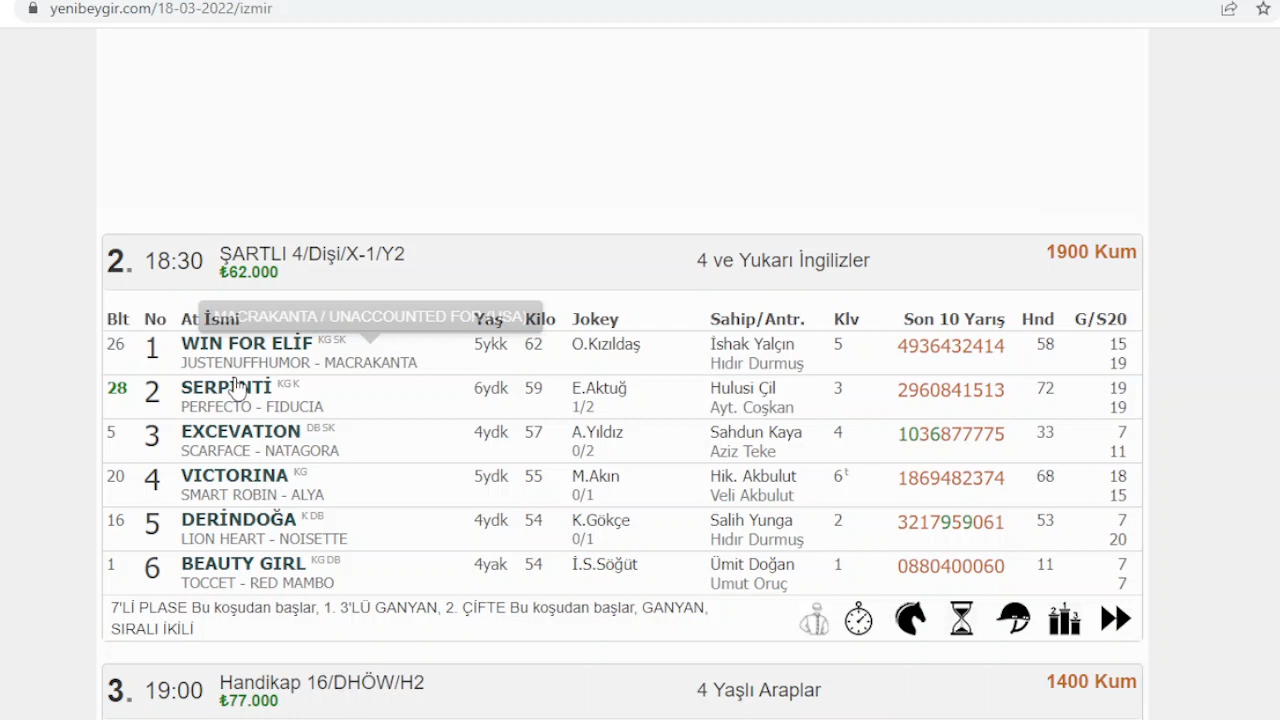 yenibeygir.com/18-03-2022/izmir
2. 18:30 ŞARTLI 4/Dişi/X-1/Y2 4 ve Yukarı İngilizler 1900 Kum
₺62.000
MACRAKANTA / UNACCOUNTED FOR (USA)
Blt No At İsmi Yaş Kilo Jokey Sahip/Antr. Klv Son 10 Yarış Hnd G/S20
26 1 WIN FOR ELİF KG SK 5ykk 62 O.Kızıldaş İshak Yalçın 5 4936432414 58 15
JUSTENUFFHUMOR - MACRAKANTA Hıdır Durmuş 19
28 2 SERPİNTİ KG K 6ydk 59 E.Aktuğ Hulusi Çil 3 2960841513 72 19
PERFECTO - FIDUCIA 1/2 Ayt. Coşkan 19
5 3 EXCEVATION DB SK 4ydk 57 A.Yıldız Sahdun Kaya 4 1036877775 33 7
SCARFACE - NATAGORA 0/2 Aziz Teke 11
20 4 VICTORINA KG 5ydk 55 M.Akın Hik. Akbulut 6t 1869482374 68 18
SMART ROBIN - ALYA 0/1 Veli Akbulut 15
16 5 DERİNDOĞA K DB 4ydk 54 K.Gökçe Salih Yunga 2 3217959061 53 7
LION HEART - NOISETTE 0/1 Hıdır Durmuş 20
1 6 BEAUTY GIRL KG DB 4yak 54 İ.S.Söğüt Ümit Doğan 1 0880400060 11 7
TOCCET - RED MAMBO Umut Oruç 7
7'Lİ PLASE Bu koşudan başlar, 1. 3'LÜ GANYAN, 2. ÇİFTE Bu koşudan başlar, GANYAN,
SIRALI İKİLİ
3. 19:00 Handikap 16/DHÖW/H2 4 Yaşlı Araplar 1400 Kum
₺77.000